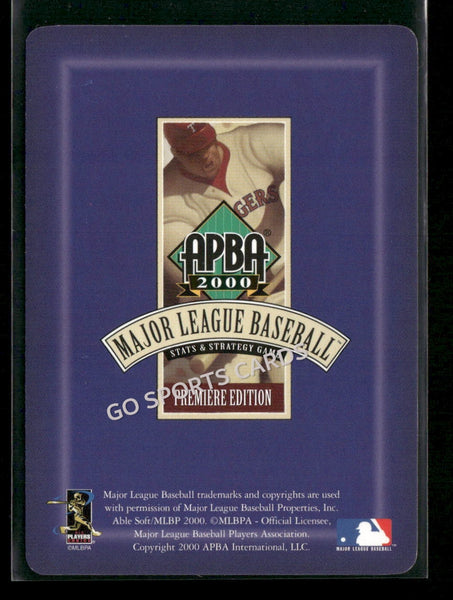 T
GERS
APBA®
2000
MAJOR LEAGUE BASEBALL™
STATS & STRATEGY GAME
GO SPORTS CARDS
PREMIERE EDITION
Major League Baseball trademarks and copyrights are used
with permission of Major League Baseball Properties, Inc.
Able Soft/MLBP 2000. ©MLBPA - Official Licensee,
Major League Baseball Players Association.
Copyright 2000 APBA International, LLC.
PLAYERS
CHOICE
©MLBPA
MAJOR LEAGUE BASEBALL